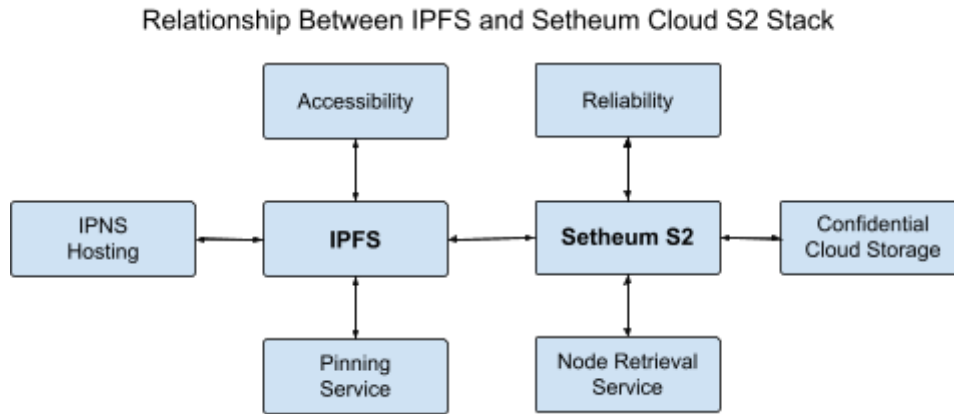 Relationship Between IPFS and Setheum Cloud S2 Stack
Accessibility
Reliability
IPNS
Hosting
IPFS
Setheum S2
Confidential
Cloud Storage
Pinning
Service
Node Retrieval
Service